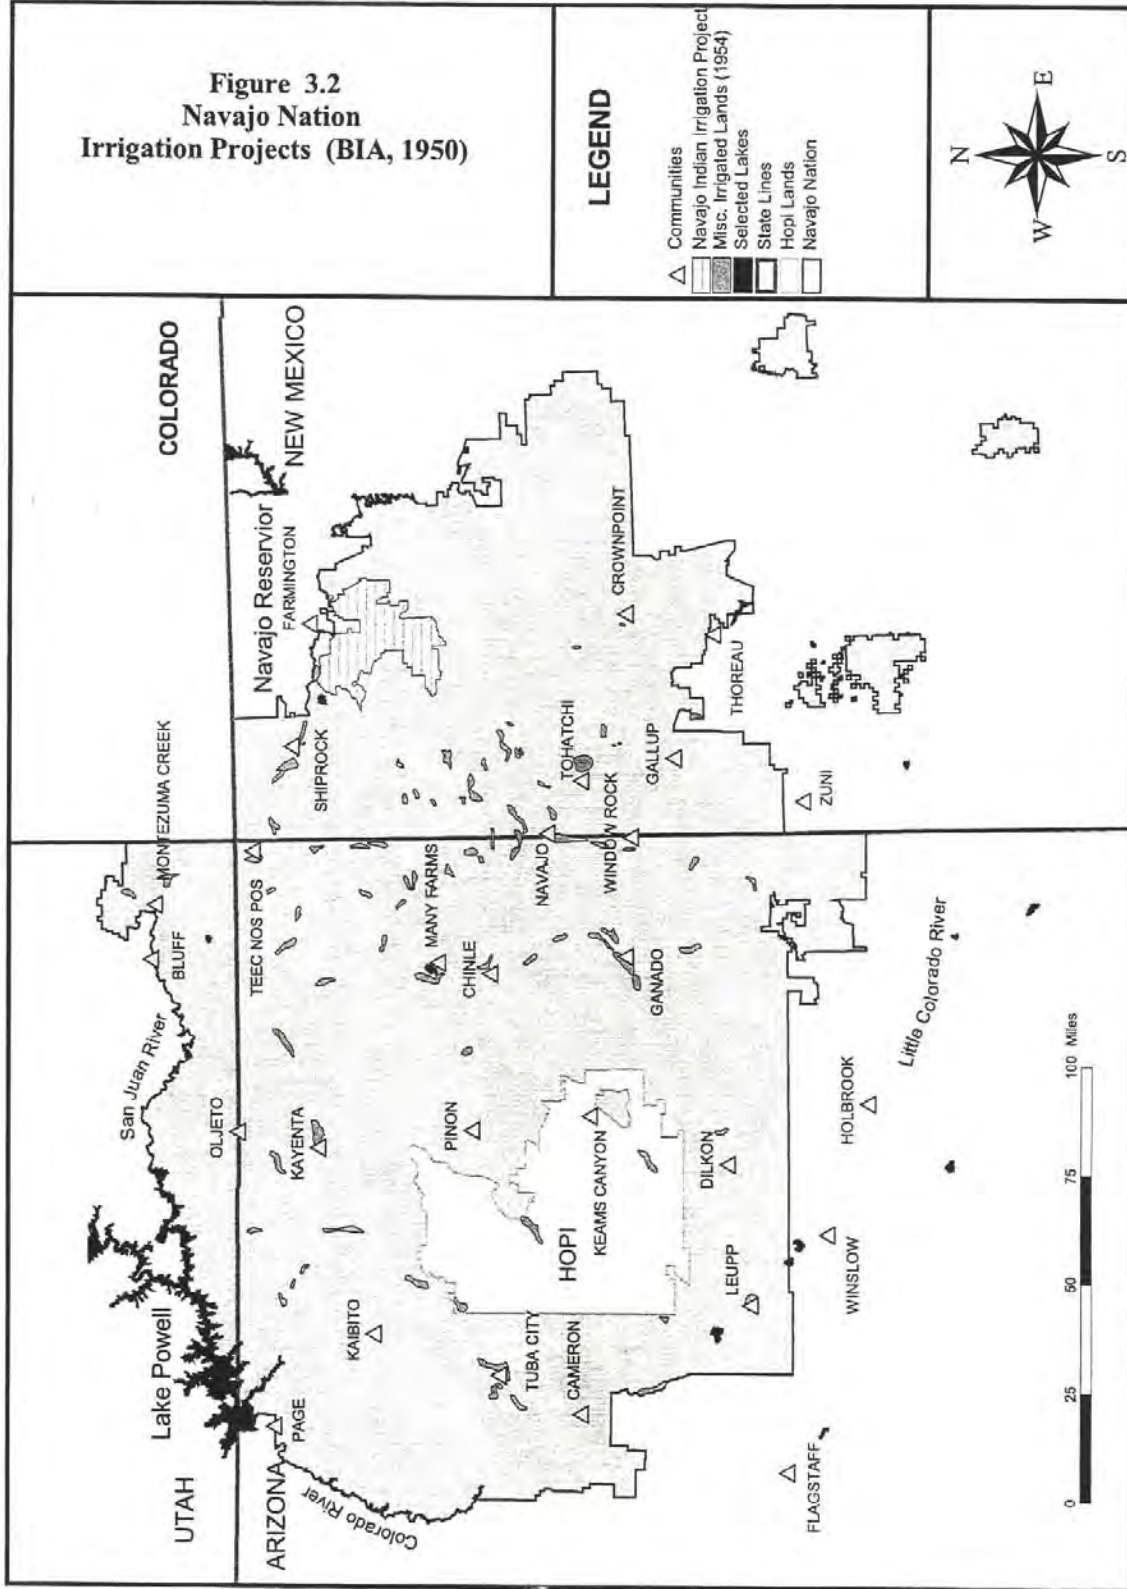 Figure 3.2
Navajo Nation
Irrigation Projects (BIA, 1950)
LEGEND
Communities
Navajo Indian Irrigation Project
Misc. Irrigated Lands (1954)
Selected Lakes
State Lines
Hopi Lands
Navajo Nation
N
E
W
S
UTAH
COLORADO
ARIZONA
NEW MEXICO
Lake Powell
San Juan River
Colorado River
Navajo Reservior
MONTEZUMA CREEK
BLUFF
OLJETO
TEEC NOS POS
SHIPROCK
FARMINGTON
PAGE
KAIBITO
KAYENTA
MANY FARMS
CHINLE
PINON
NAVAJO
TOHATCHI
CROWNPOINT
TUBA CITY
CAMERON
HOPI
KEAMS CANYON
GANADO
WINDOW ROCK
GALLUP
THOREAU
DILKON
LEUPP
ZUNI
FLAGSTAFF
WINSLOW
HOLBROOK
Little Colorado River
0
25
50
75
100 Miles